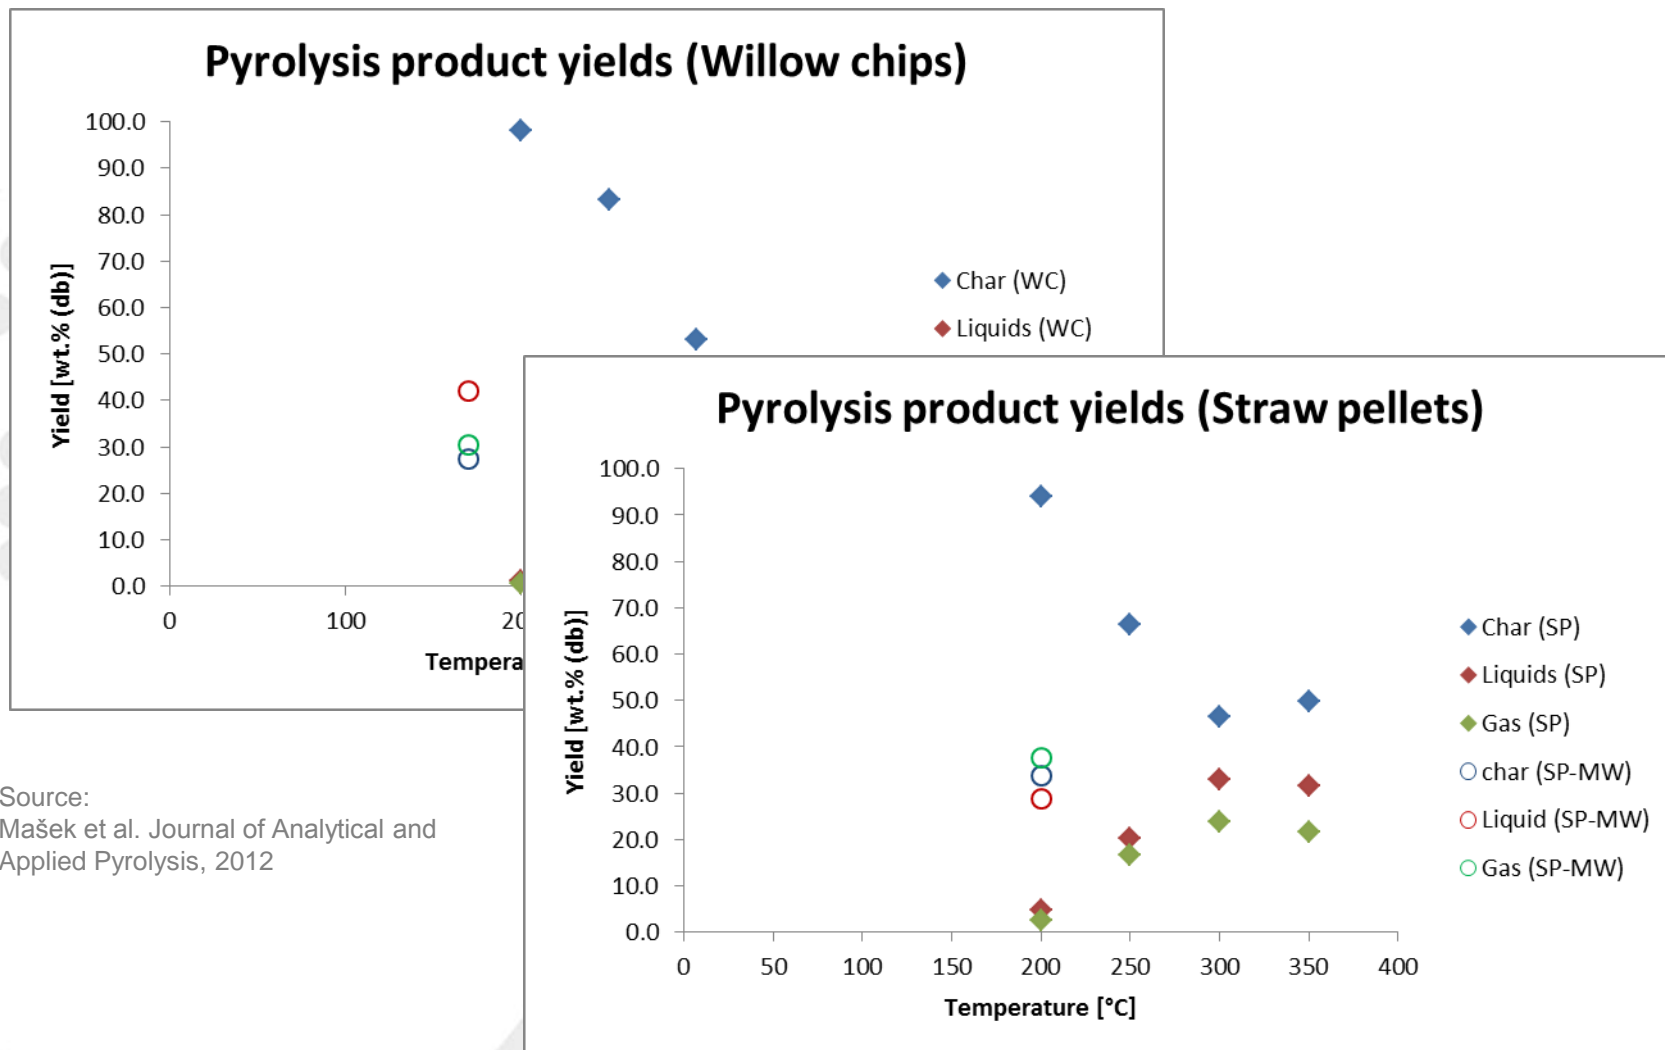 Pyrolysis product yields (Willow chips)
100.0
90.0
80.0
70.0
60.0
50.0
40.0
30.0
20.0
10.0
0.0
Yield [wt.% (db)]
0
100
Char (WC)
Liquids (WC)
Pyrolysis product yields (Straw pellets)
100.0
90.0
80.0
70.0
60.0
50.0
40.0
30.0
20.0
10.0
0.0
Yield [wt.% (db)]
0
50
100
150
200
250
300
350
400
Temperature [°C]
Char (SP)
Liquids (SP)
Gas (SP)
char (SP-MW)
Liquid (SP-MW)
Gas (SP-MW)
Source:
Mašek et al. Journal of Analytical and
Applied Pyrolysis, 2012